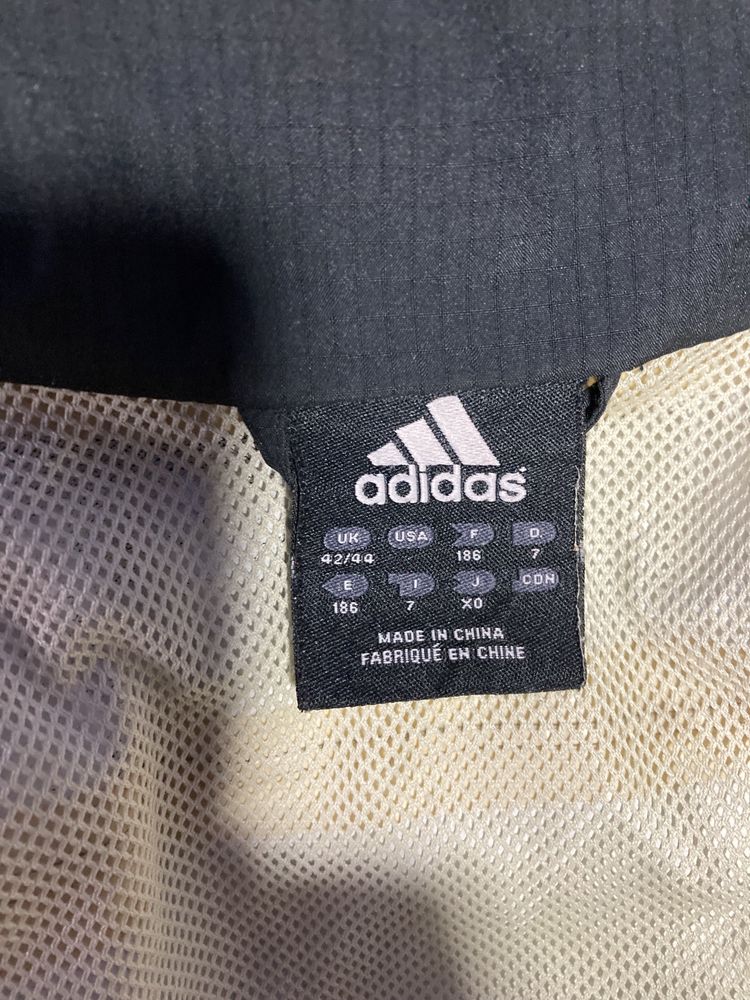 adidas
UK USA F D
42/44 186 7
E I J CDN
186 7 XO
MADE IN CHINA
FABRIQUÉ EN CHINE